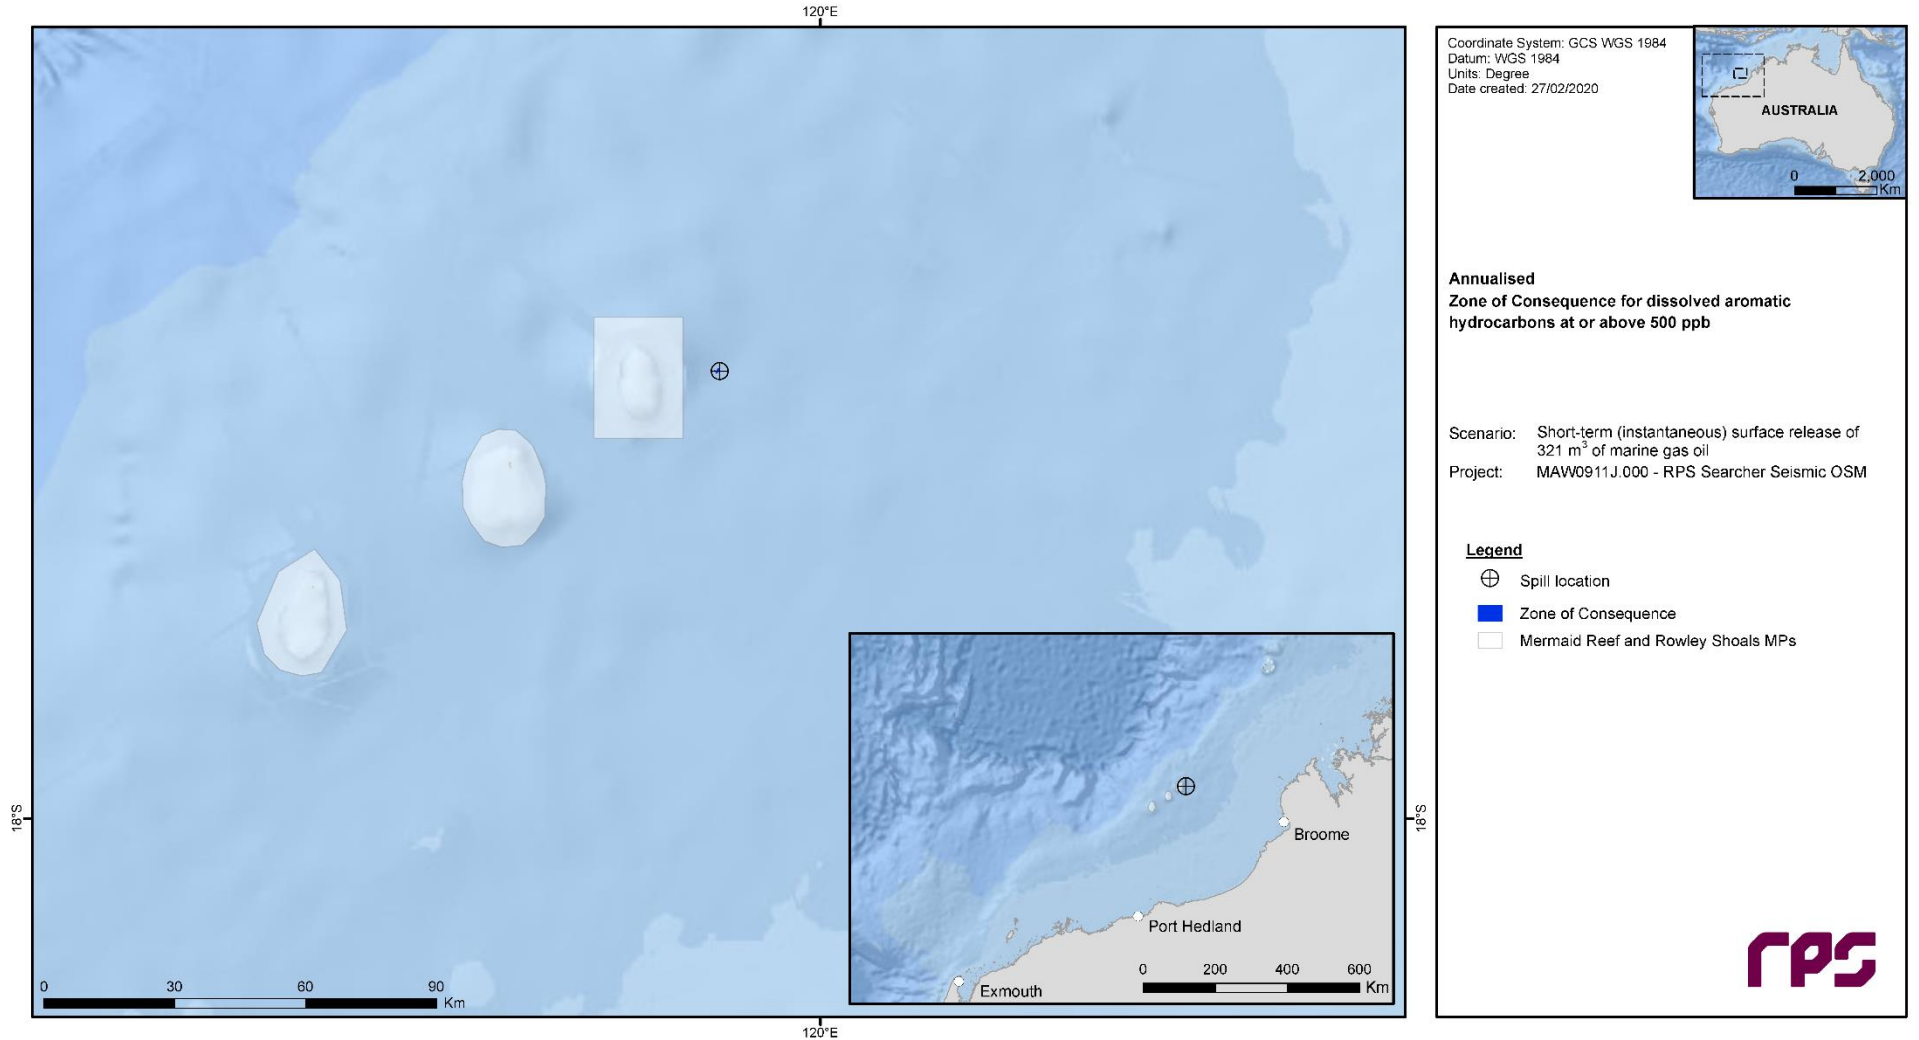 120°E
18°S
18°S
120°E
0 30 60 90 Km
Broome
Port Hedland
Exmouth
0 200 400 600 Km
Coordinate System: GCS WGS 1984
Datum: WGS 1984
Units: Degree
Date created: 27/02/2020
AUSTRALIA
0 2,000 Km
Annualised
Zone of Consequence for dissolved aromatic
hydrocarbons at or above 500 ppb
Scenario: Short-term (instantaneous) surface release of
321 m³ of marine gas oil
Project: MAW0911J.000 - RPS Searcher Seismic OSM
Legend
Spill location
Zone of Consequence
Mermaid Reef and Rowley Shoals MPs
rps